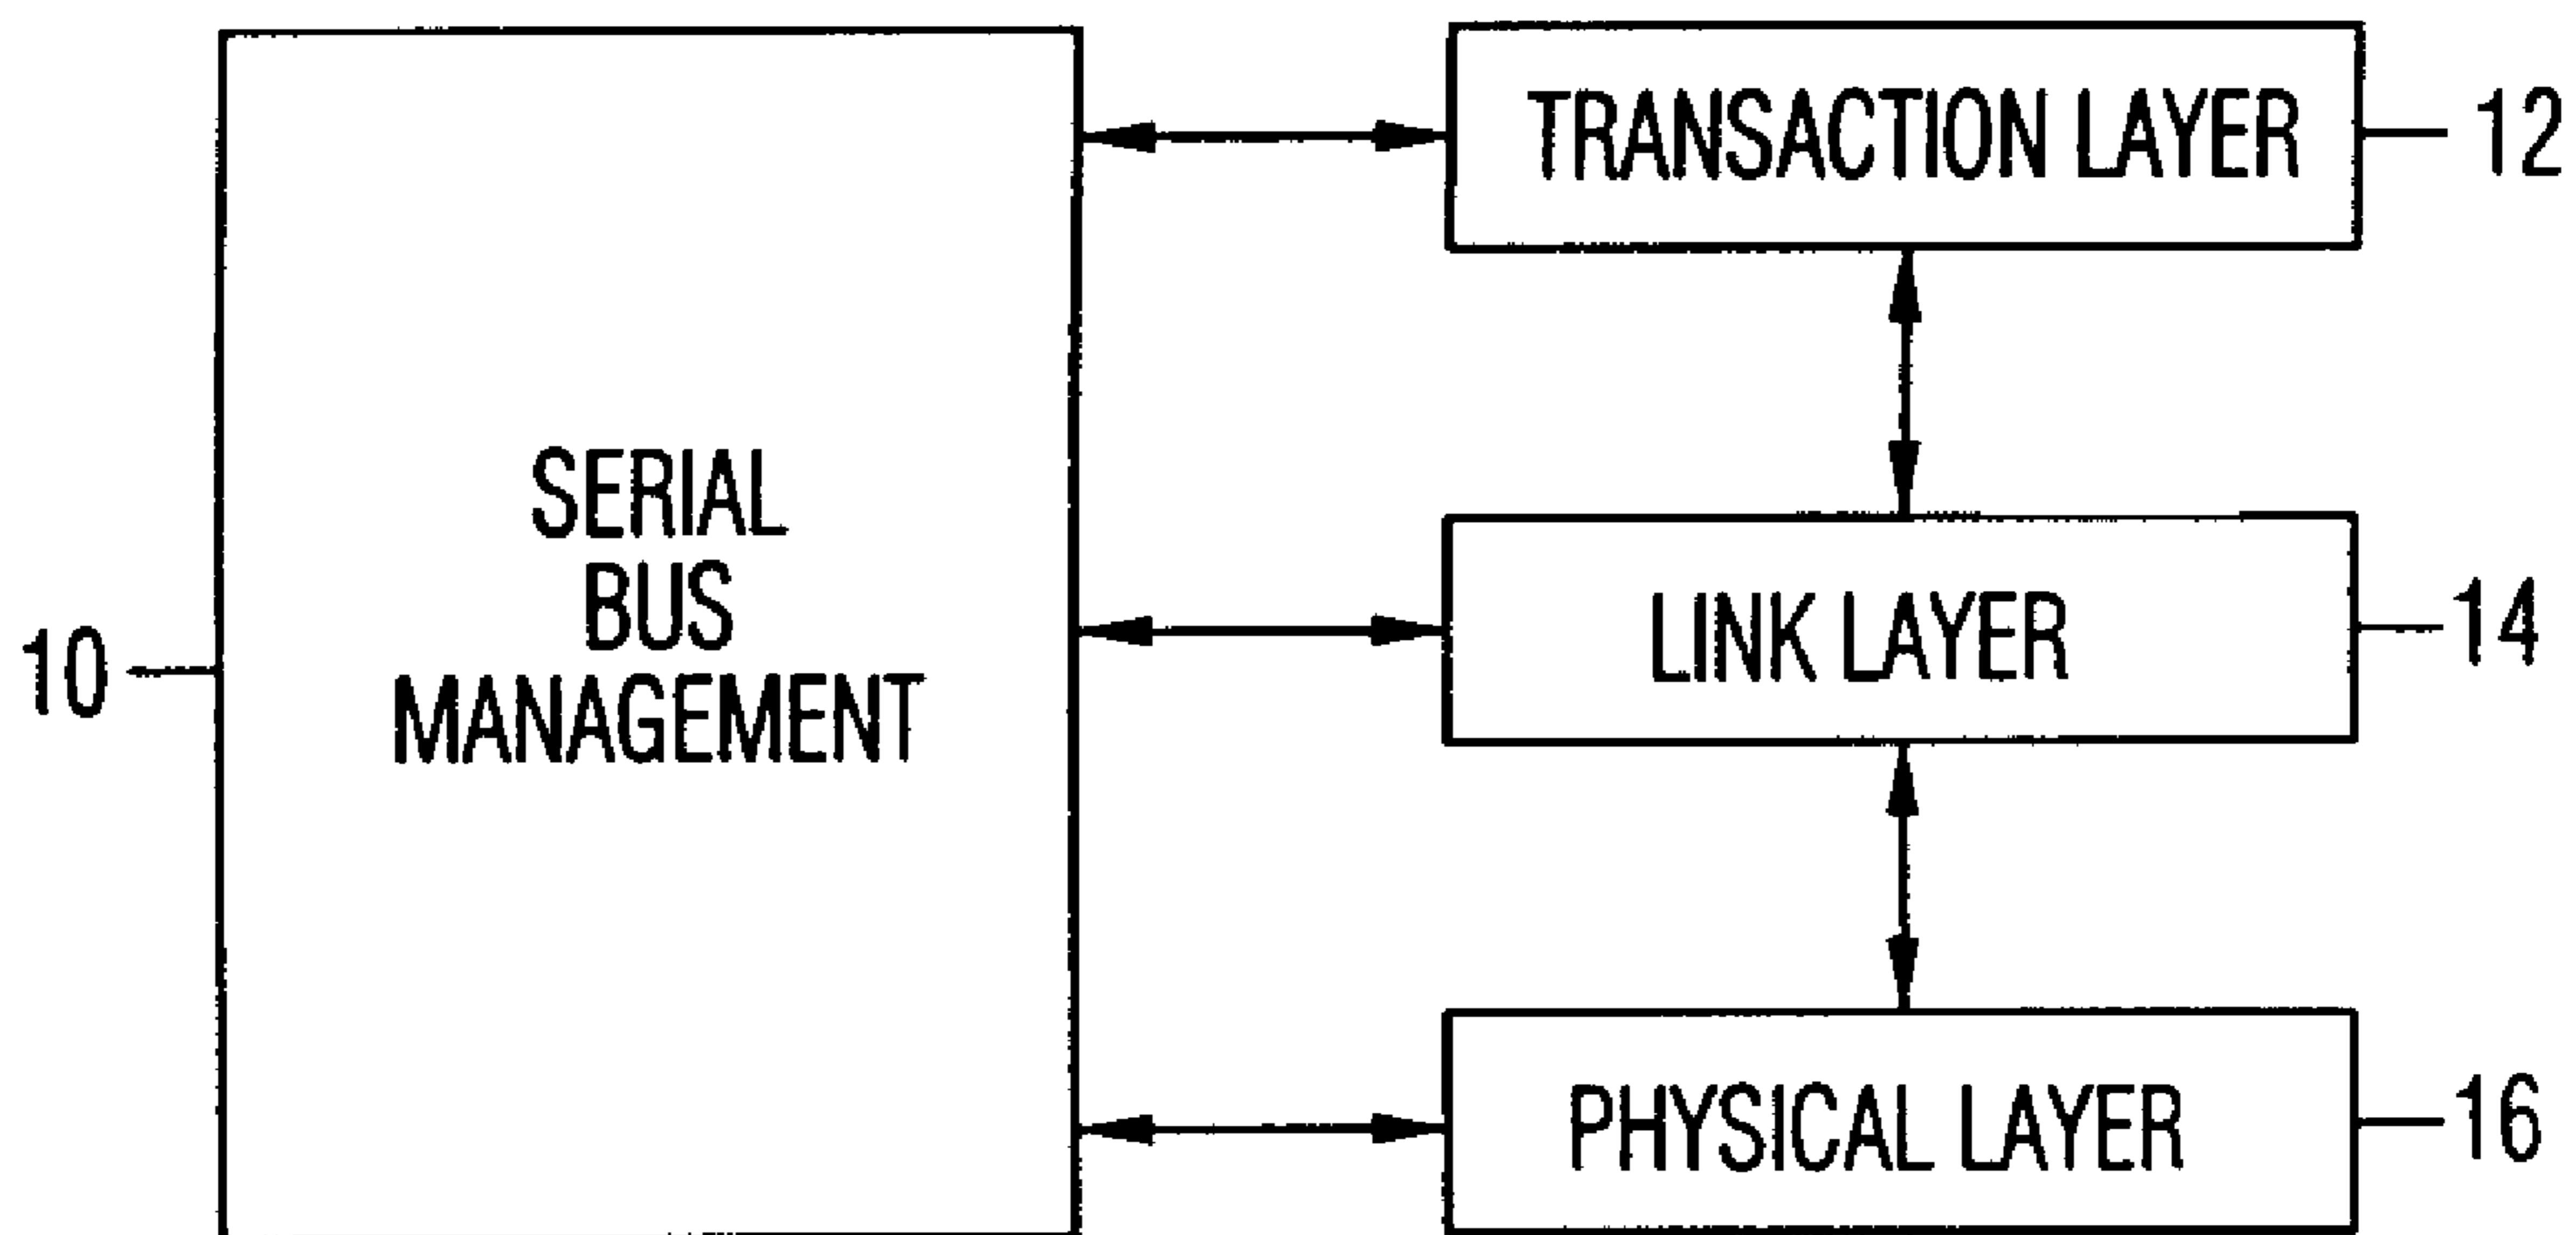 TRANSACTION LAYER
12
SERIAL
BUS
MANAGEMENT
10
LINK LAYER
14
PHYSICAL LAYER
16